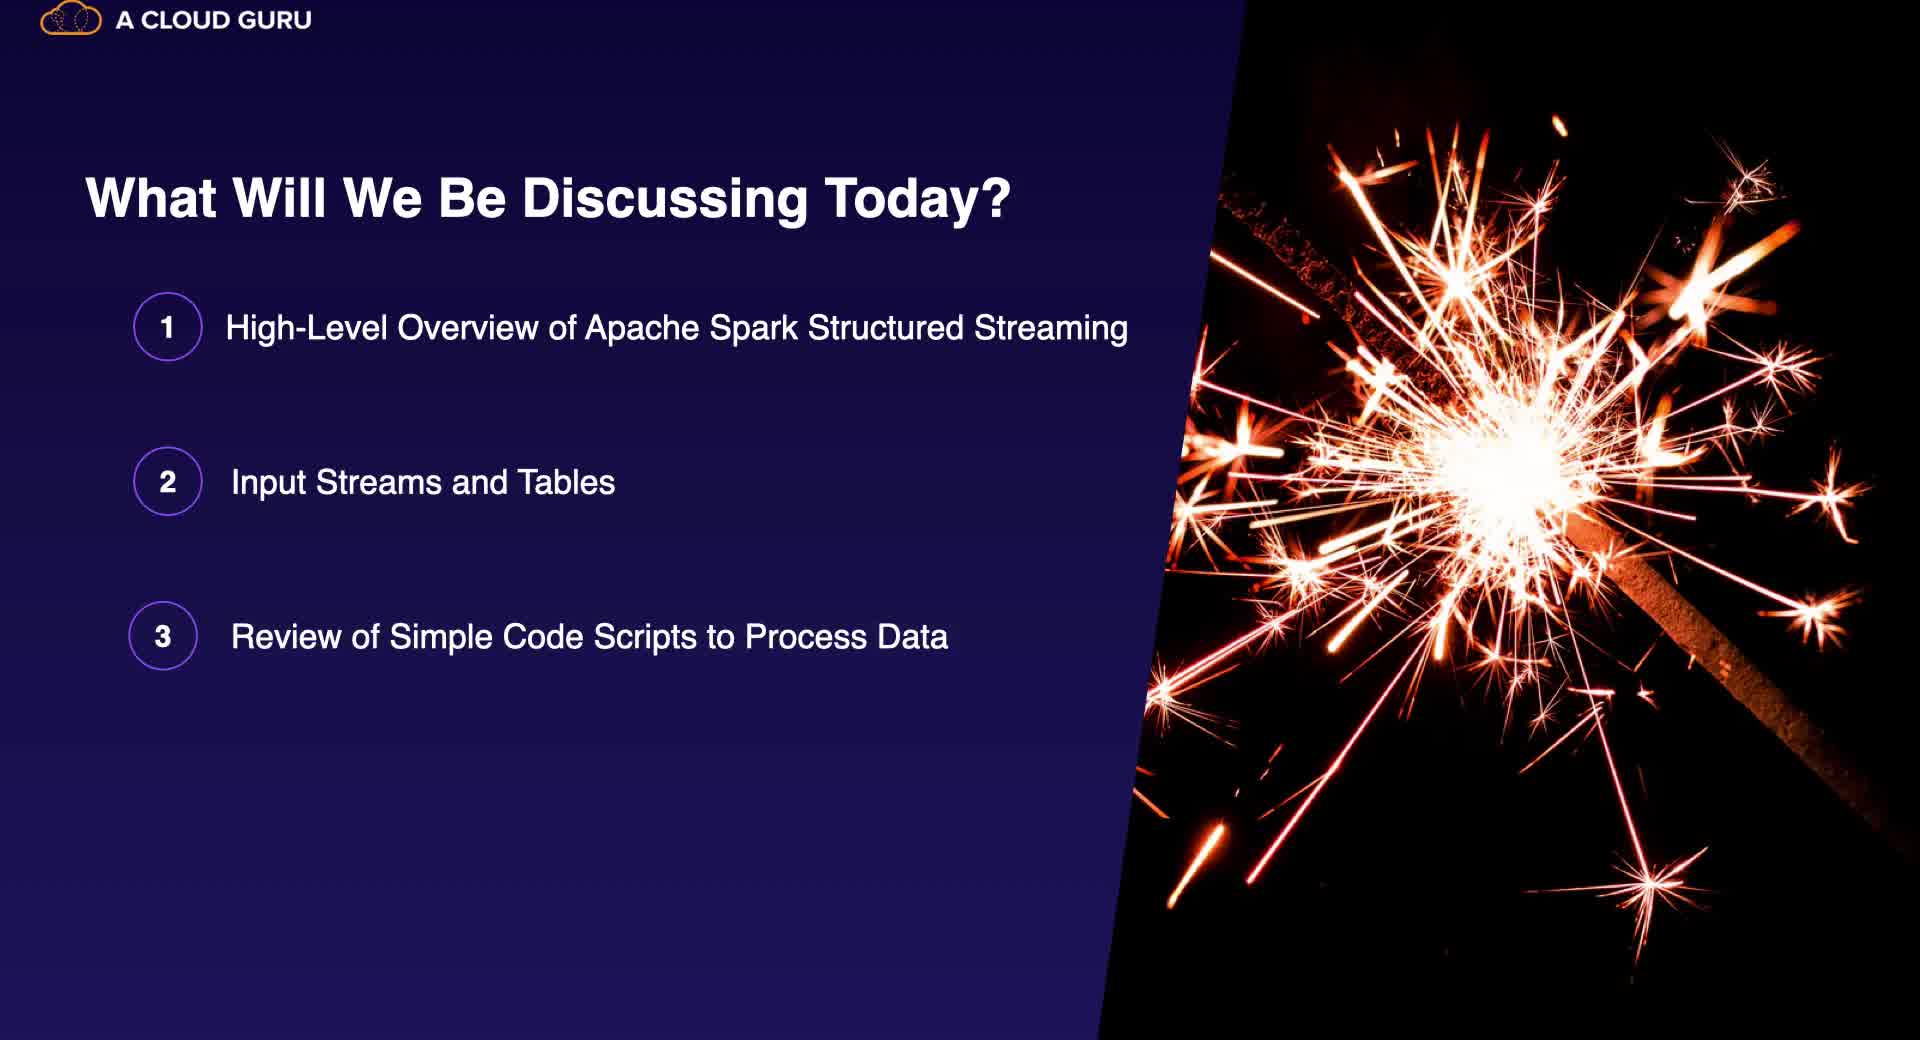 A CLOUD GURU
What Will We Be Discussing Today?
1 High-Level Overview of Apache Spark Structured Streaming
2 Input Streams and Tables
3 Review of Simple Code Scripts to Process Data